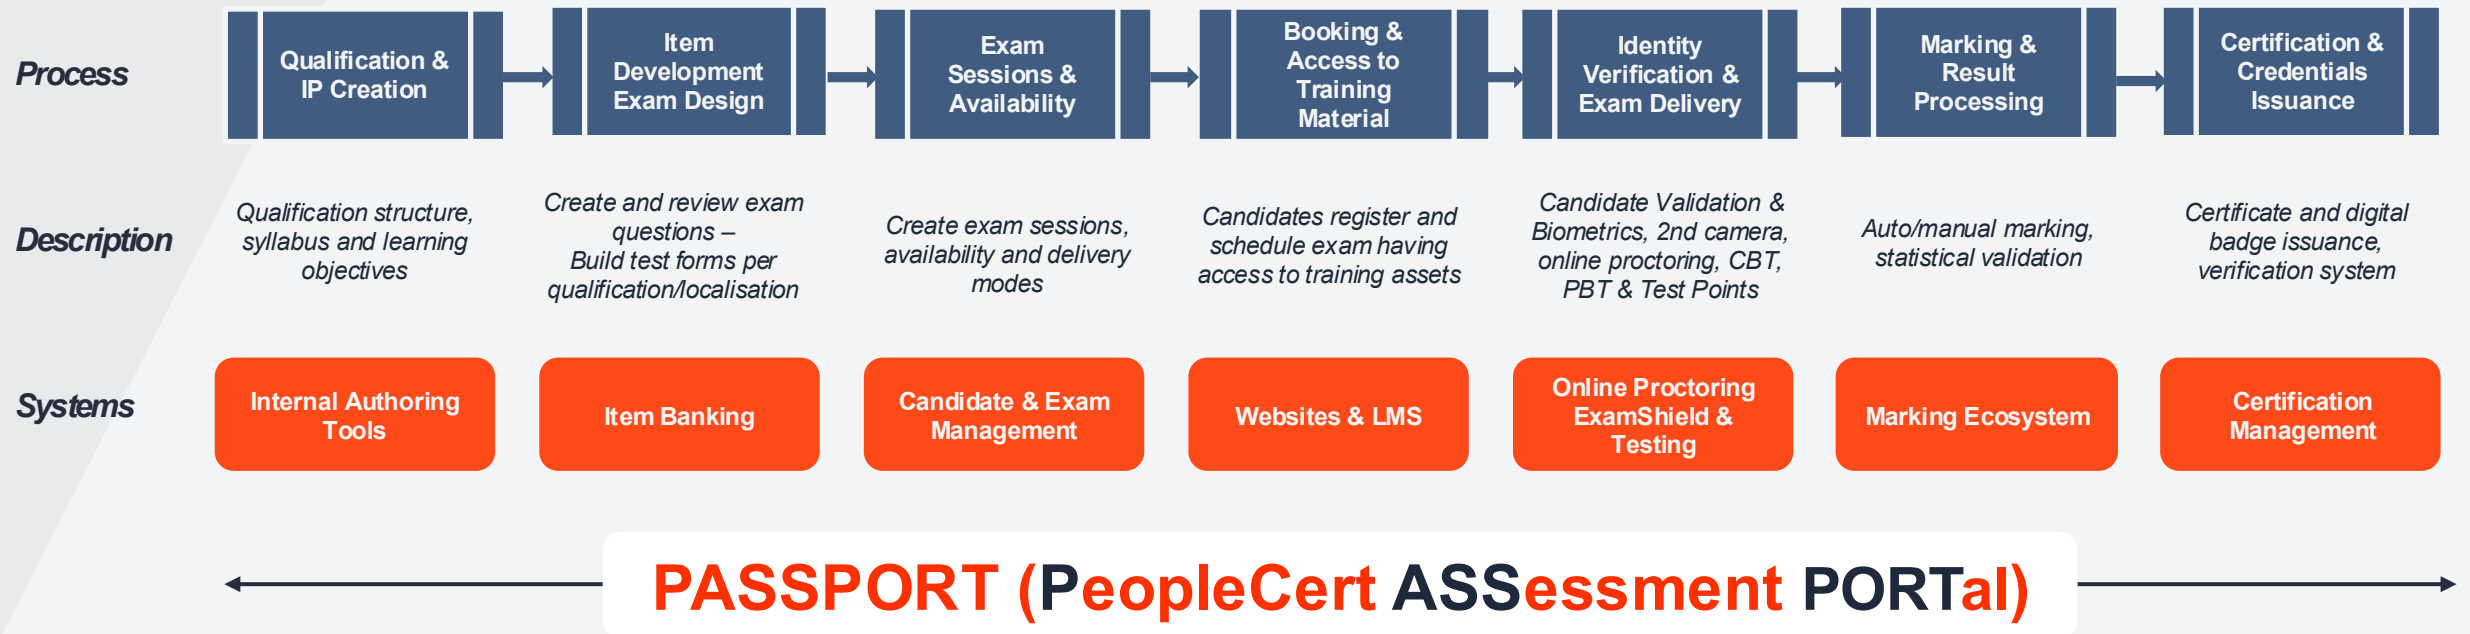 Process
Qualification &
IP Creation
Item
Development
Exam Design
Exam
Sessions &
Availability
Booking &
Access to
Training
Material
Identity
Verification &
Exam Delivery
Marking &
Result
Processing
Certification &
Credentials
Issuance
Description
Qualification structure,
syllabus and learning
objectives
Create and review exam
questions –
Build test forms per
qualification/localisation
Create exam sessions,
availability and delivery
modes
Candidates register and
schedule exam having
access to training assets
Candidate Validation &
Biometrics, 2nd camera,
online proctoring, CBT,
PBT & Test Points
Auto/manual marking,
statistical validation
Certificate and digital
badge issuance,
verification system
Systems
Internal Authoring
Tools
Item Banking
Candidate & Exam
Management
Websites & LMS
Online Proctoring
ExamShield &
Testing
Marking Ecosystem
Certification
Management
PASSPORT (PeopleCert ASSessment PORTal)